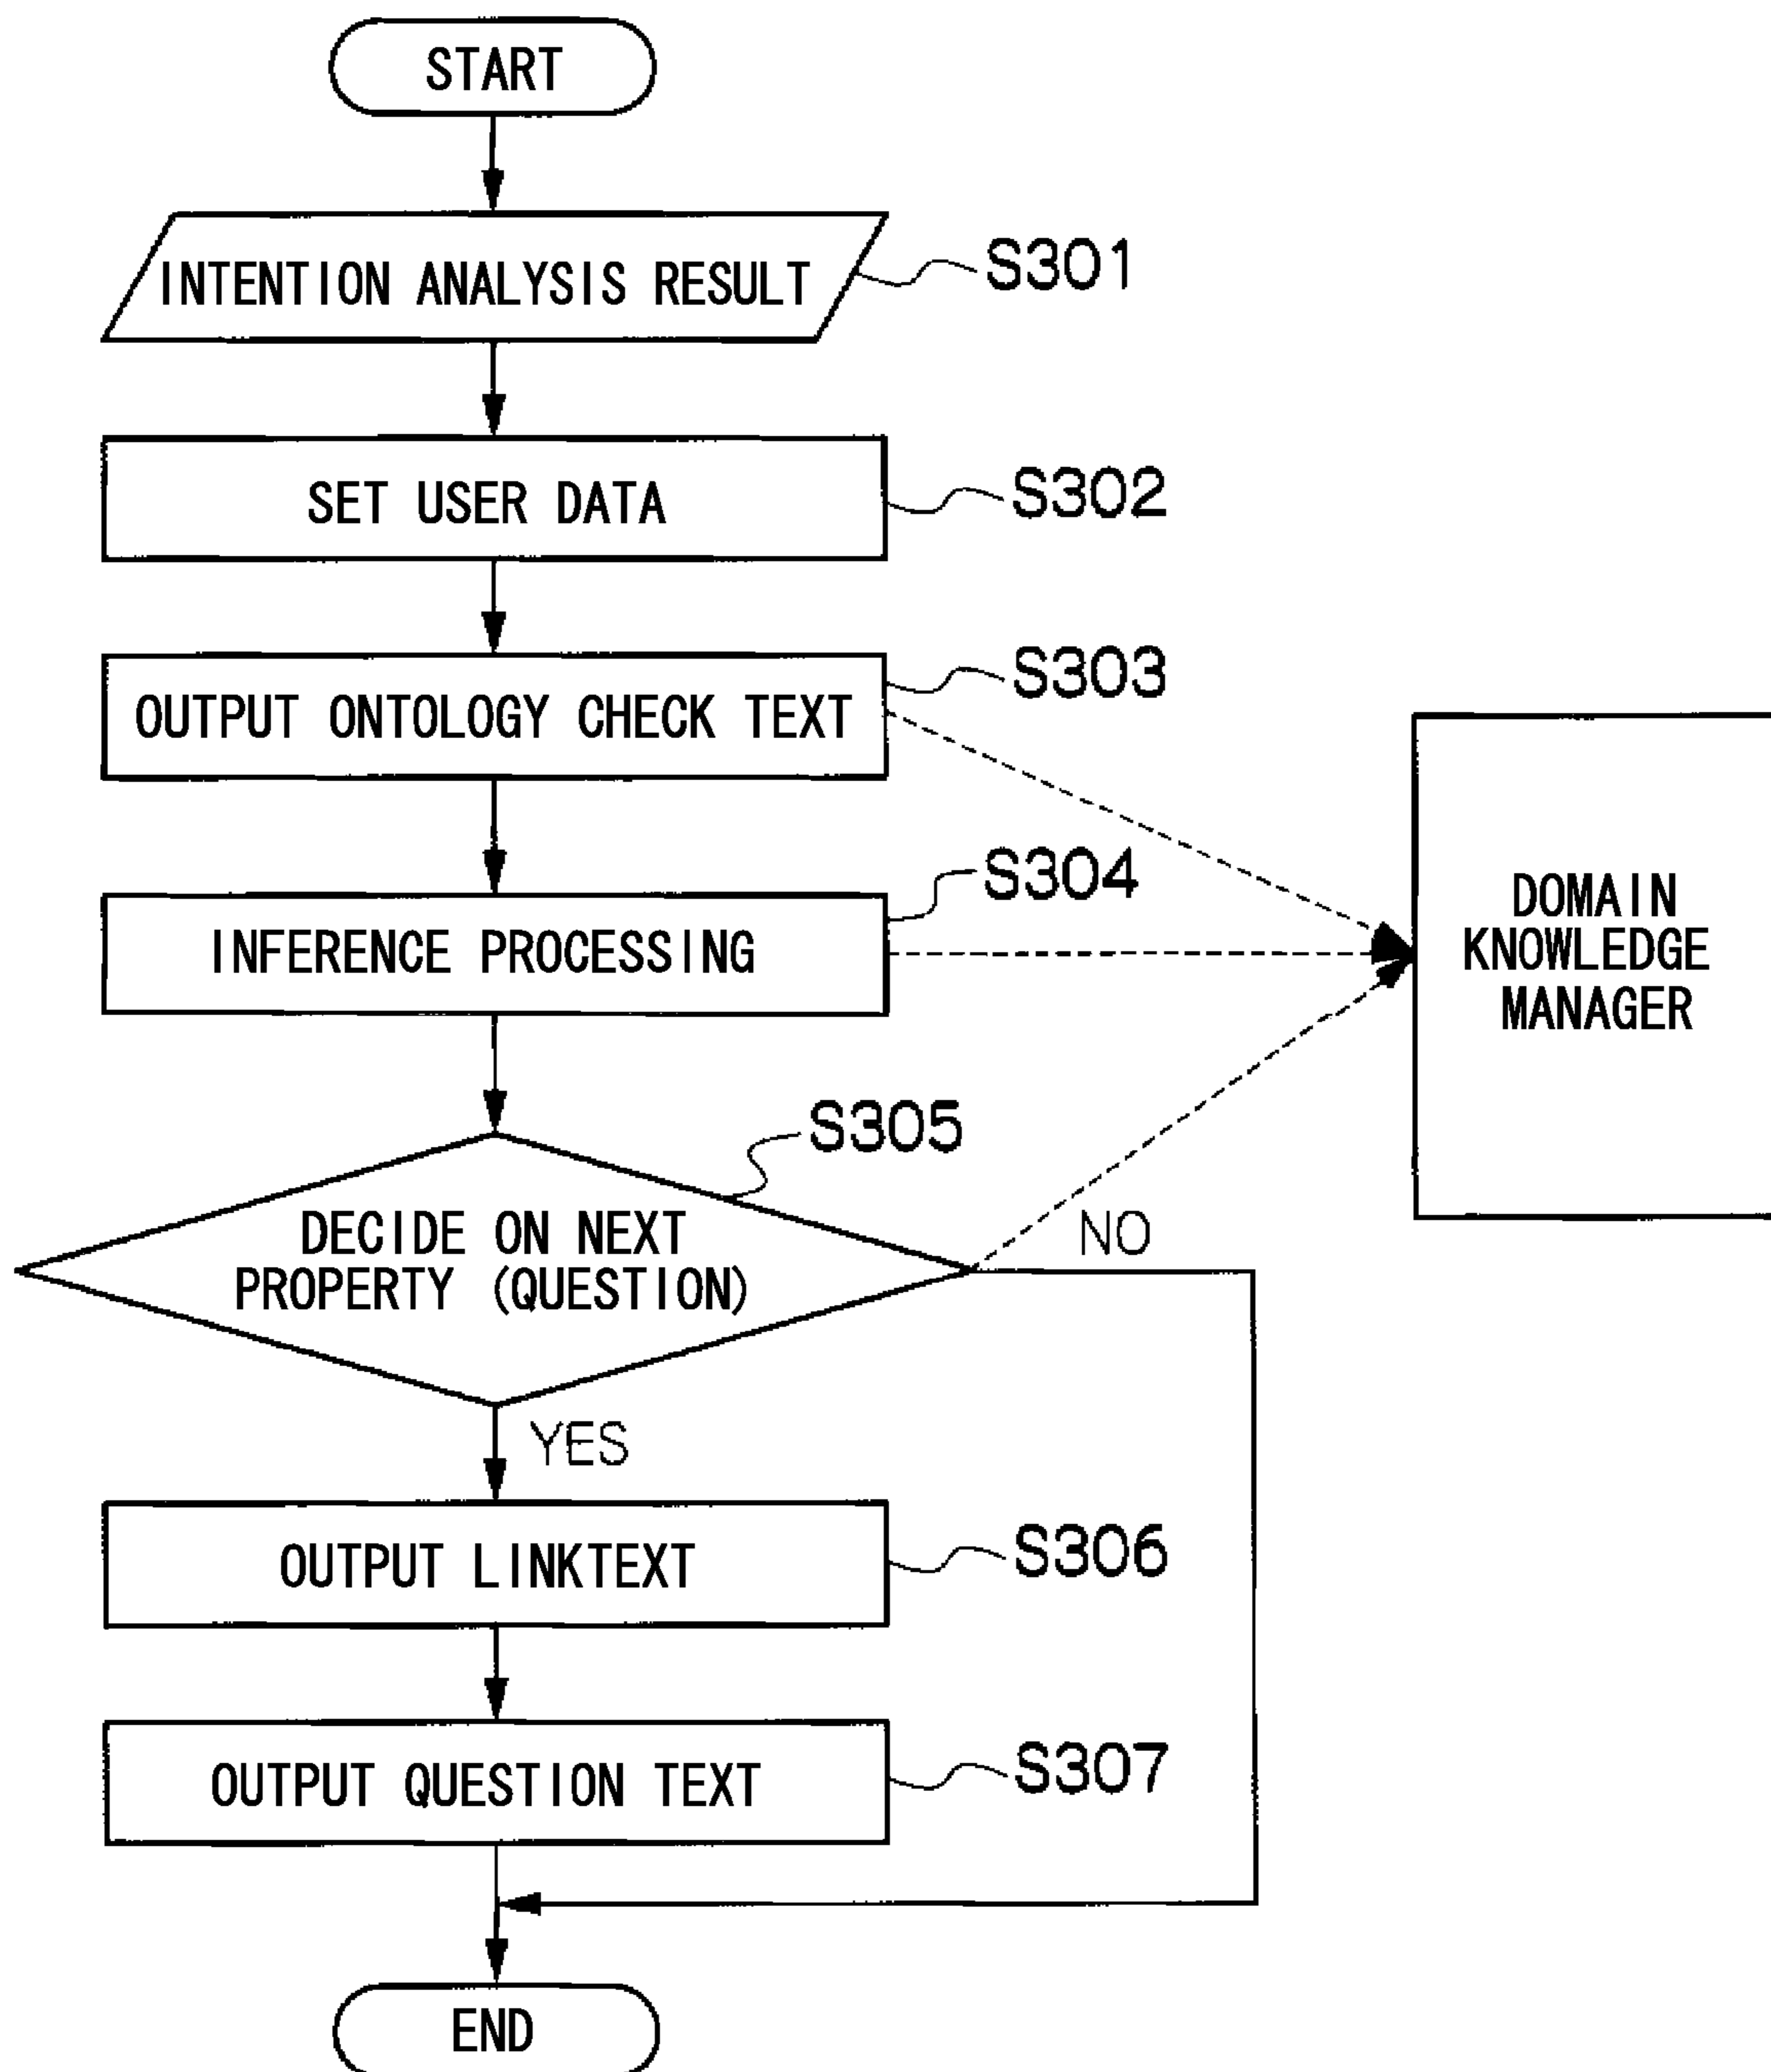 START
INTENTION ANALYSIS RESULT
S301
SET USER DATA
S302
OUTPUT ONTOLOGY CHECK TEXT
S303
INFERENCE PROCESSING
S304
DOMAIN
KNOWLEDGE
MANAGER
DECIDE ON NEXT
PROPERTY (QUESTION)
S305
NO
YES
OUTPUT LINKTEXT
S306
OUTPUT QUESTION TEXT
S307
END